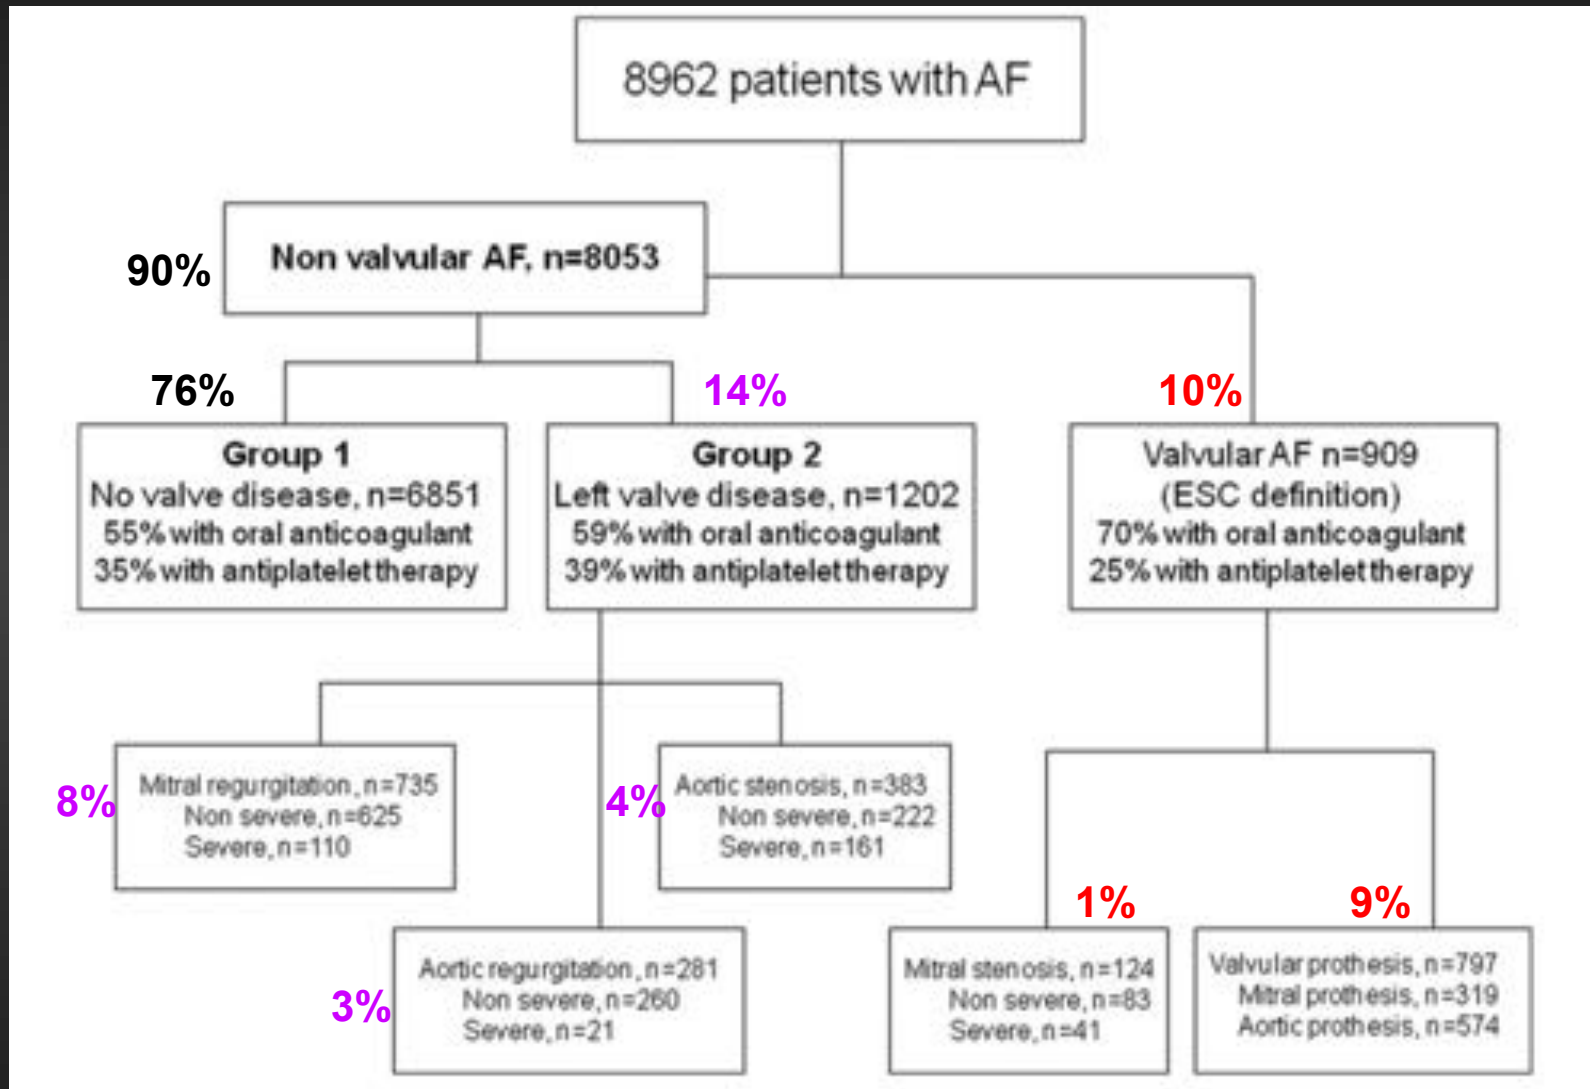 8962 patients with AF
90%
Non valvular AF, n=8053
76%
14%
10%
Group 1
No valve disease, n=6851
55% with oral anticoagulant
35% with antiplatelet therapy
Group 2
Left valve disease, n=1202
59% with oral anticoagulant
39% with antiplatelet therapy
Valvular AF n=909
(ESC definition)
70% with oral anticoagulant
25% with antiplatelet therapy
8%
Mitral regurgitation, n=735
Non severe, n=625
Severe, n=110
4%
Aortic stenosis, n=383
Non severe, n=222
Severe, n=161
3%
Aortic regurgitation, n=281
Non severe, n=260
Severe, n=21
1%
Mitral stenosis, n=124
Non severe, n=83
Severe, n=41
9%
Valvular prothesis, n=797
Mitral prothesis, n=319
Aortic prothesis, n=574